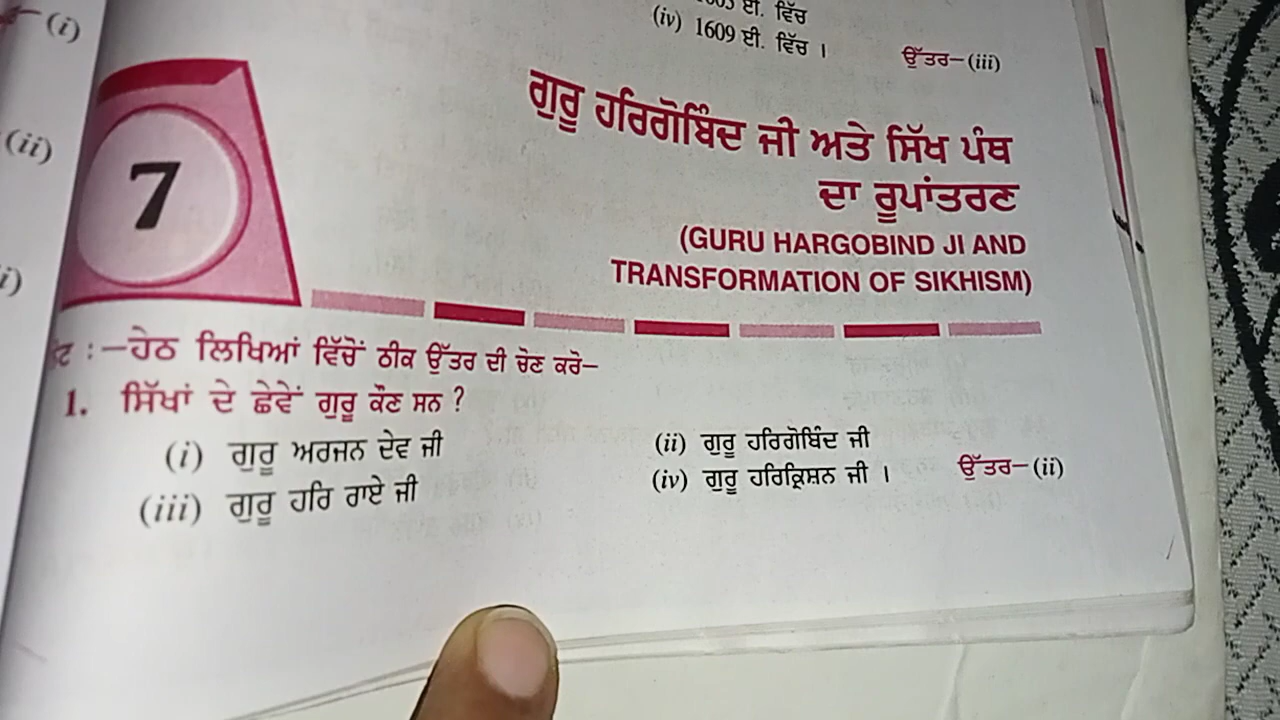 (i)
(ii)
ਈ. ਵਿੱਚ
(iv) 1609 ਈ. ਵਿੱਚ ।
ਉੱਤਰ—(iii)
7
ਗੁਰੂ ਹਰਿਗੋਬਿੰਦ ਜੀ ਅਤੇ ਸਿੱਖ ਪੰਥ
ਦਾ ਰੂਪਾਂਤਰਣ
(GURU HARGOBIND JI AND
TRANSFORMATION OF SIKHISM)
:—ਹੇਠ ਲਿਖਿਆਂ ਵਿੱਚੋਂ ਠੀਕ ਉੱਤਰ ਦੀ ਚੋਣ ਕਰੋ—
1. ਸਿੱਖਾਂ ਦੇ ਛੇਵੇਂ ਗੁਰੂ ਕੌਣ ਸਨ ?
(i) ਗੁਰੂ ਅਰਜਨ ਦੇਵ ਜੀ
(ii) ਗੁਰੂ ਹਰਿਗੋਬਿੰਦ ਜੀ
(iii) ਗੁਰੂ ਹਰਿ ਰਾਏ ਜੀ
(iv) ਗੁਰੂ ਹਰਿਕ੍ਰਿਸ਼ਨ ਜੀ ।
ਉੱਤਰ—(ii)